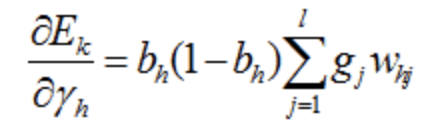 ∂E_k/∂γ_h = b_h(1−b_h)∑_{j=1}^{l} g_j w_{hj}